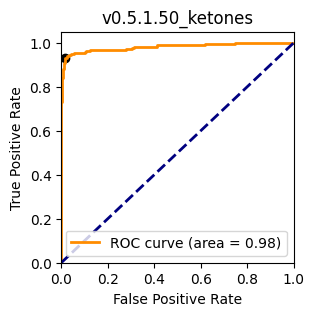 v0.5.1.50_ketones
True Positive Rate
1.0
0.8
0.6
0.4
0.2
0.0
ROC curve (area = 0.98)
0.0 0.2 0.4 0.6 0.8 1.0
False Positive Rate